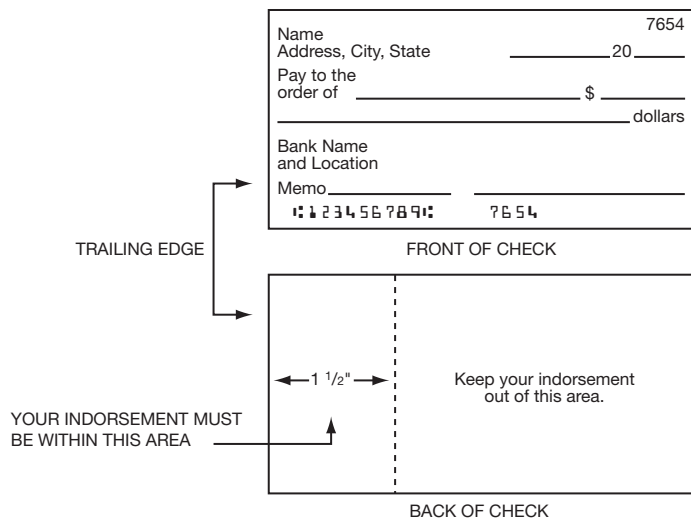 7654
Name
Address, City, State 20
Pay to the
order of $
dollars
Bank Name
and Location
Memo
⑆123456789⑆ 7654
TRAILING EDGE
FRONT OF CHECK
1 1/2"
Keep your indorsement
out of this area.
YOUR INDORSEMENT MUST
BE WITHIN THIS AREA
BACK OF CHECK